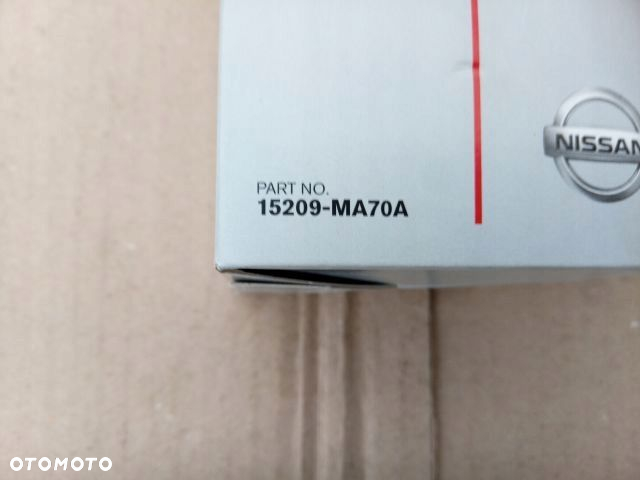 NISSAN
PART NO.
15209-MA70A
OTOMOTO